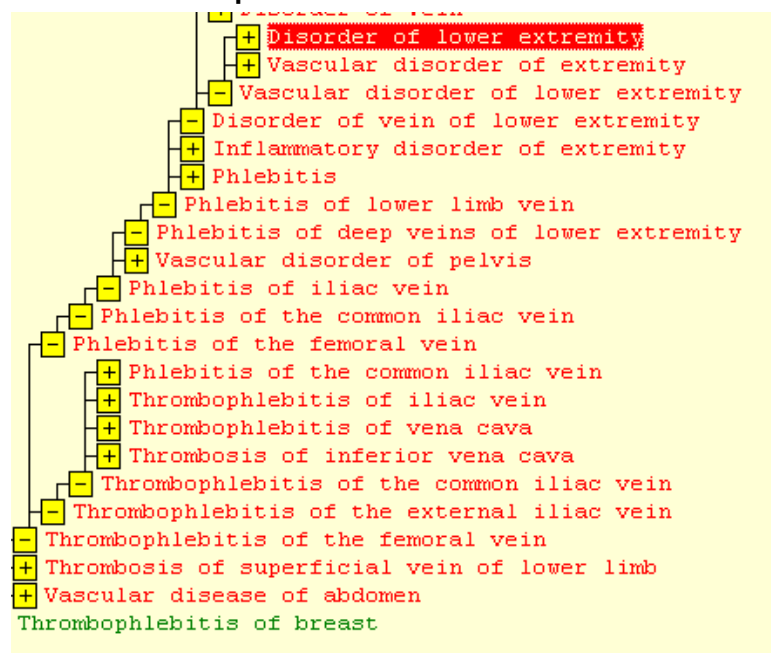 Disorder of vein
Disorder of lower extremity
Vascular disorder of extremity
Vascular disorder of lower extremity
Disorder of vein of lower extremity
Inflammatory disorder of extremity
Phlebitis
Phlebitis of lower limb vein
Phlebitis of deep veins of lower extremity
Vascular disorder of pelvis
Phlebitis of iliac vein
Phlebitis of the common iliac vein
Phlebitis of the femoral vein
Phlebitis of the common iliac vein
Thrombophlebitis of iliac vein
Thrombophlebitis of vena cava
Thrombosis of inferior vena cava
Thrombophlebitis of the common iliac vein
Thrombophlebitis of the external iliac vein
Thrombophlebitis of the femoral vein
Thrombosis of superficial vein of lower limb
Vascular disease of abdomen
Thrombophlebitis of breast